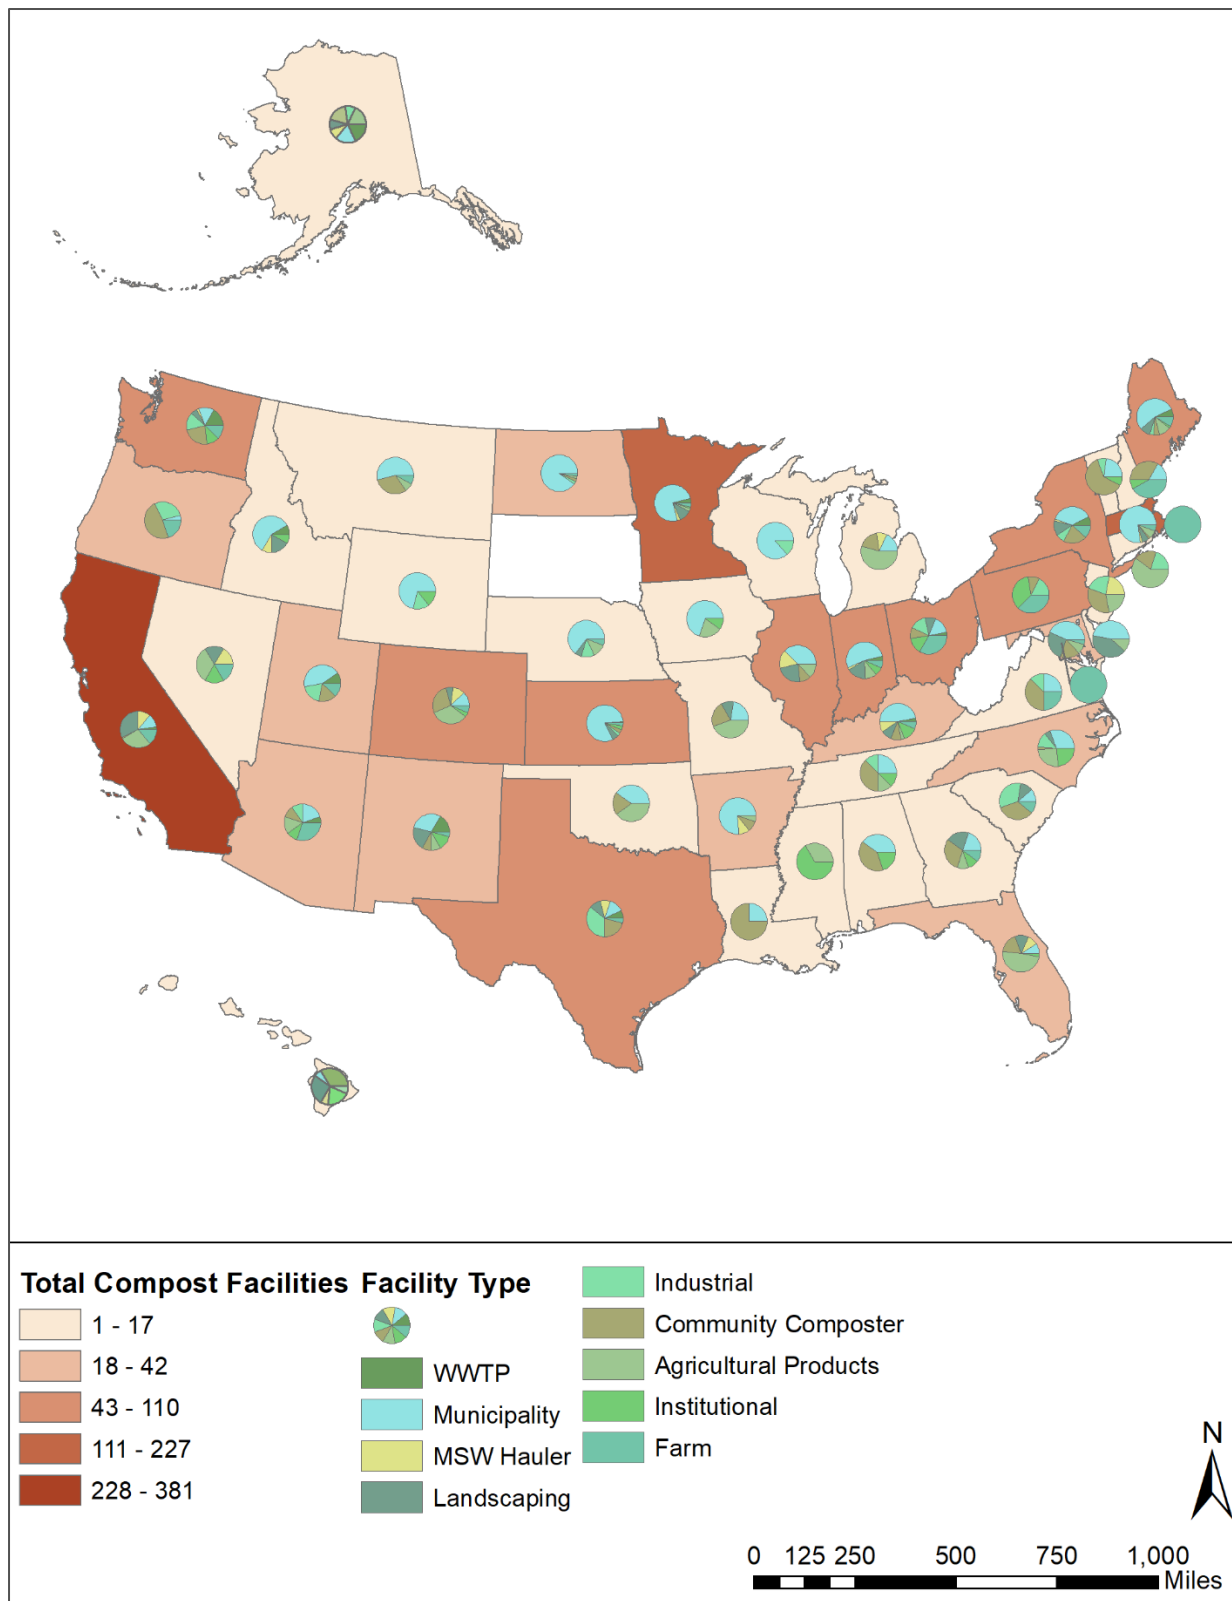 Total Compost Facilities
1 - 17
18 - 42
43 - 110
111 - 227
228 - 381
Facility Type
WWTP
Municipality
MSW Hauler
Landscaping
Industrial
Community Composter
Agricultural Products
Institutional
Farm
N
0 125 250 500 750 1,000
Miles